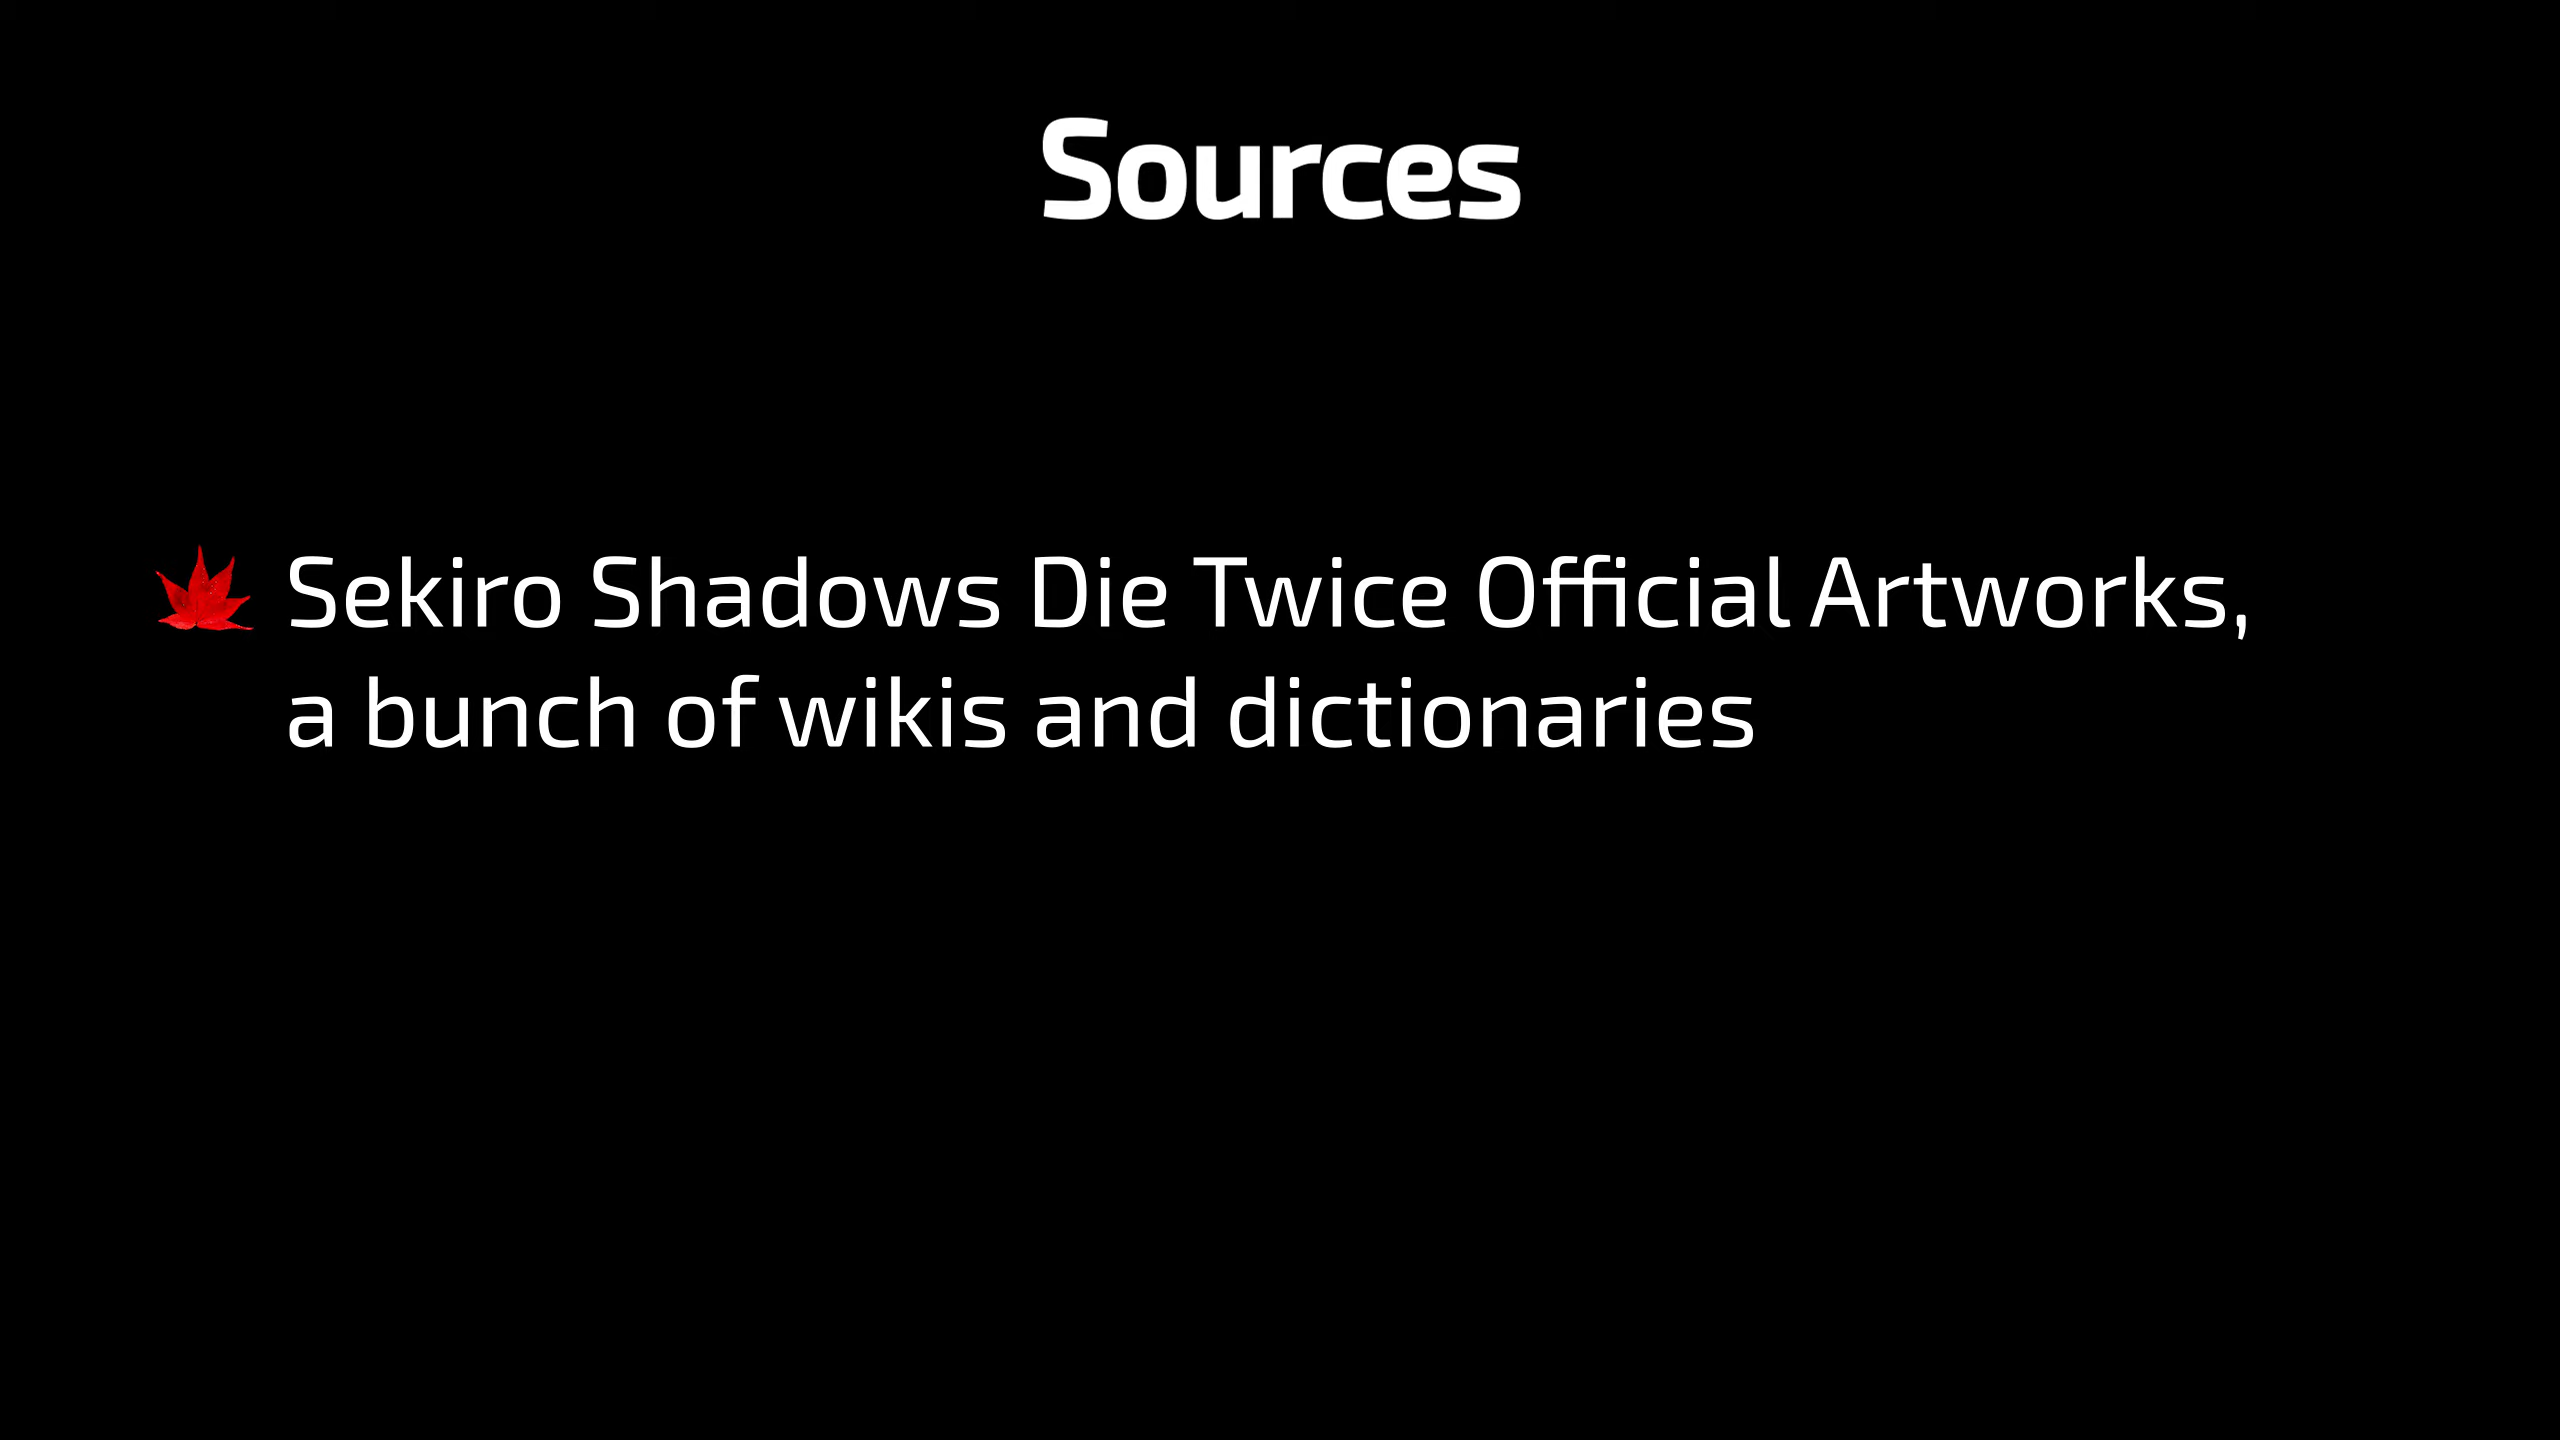 Sources
Sekiro Shadows Die Twice Official Artworks,
a bunch of wikis and dictionaries